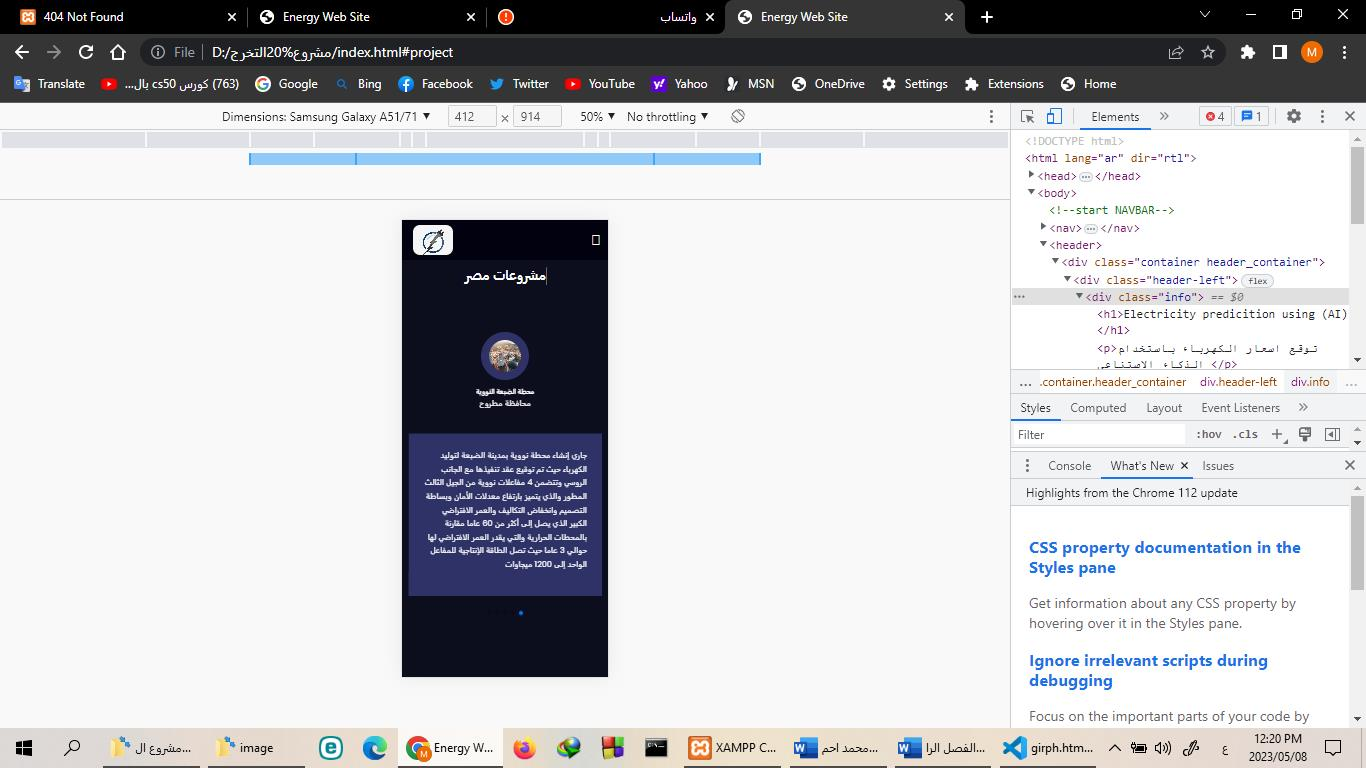 404 Not Found
Energy Web Site
واتساب
Energy Web Site
File
D:/مشروع%20التخرج/index.html#project
Translate
(763) كورس cs50 بال...
Google
Bing
Facebook
Twitter
YouTube
Yahoo
MSN
OneDrive
Settings
Extensions
Home
Dimensions: Samsung Galaxy A51/71
412 x 914
50%
No throttling
مشروعات مصر
محطة الضبعة النووية
محافظة مطروح
جاري إنشاء محطة نووية بمدينة الضبعة لتوليد
الكهرباء حيث تم توقيع عقد تنفيذها مع الجانب
الروسي وتتضمن 4 مفاعلات نووية من الجيل الثالث
المطور والذي يتميز بارتفاع معدلات الأمان وبساطة
التصميم وانخفاض التكاليف والعمر الافتراضي
الكبير الذي يصل إلى أكثر من 60 عاما مقارنة
بالمحطات الحرارية والتي يقدر العمر الافتراضي لها
حوالي 3 عاما حيث تصل الطاقة الإنتاجية للمفاعل
الواحد إلى 1200 ميجاوات
Elements
4
1
<!DOCTYPE html>
<html lang="ar" dir="rtl">
<head> ... </head>
<body>
<!--start NAVBAR-->
<nav> ... </nav>
<header>
<div class="container header_container">
<div class="header-left"> flex
... <div class="info"> == $0
<h1>Electricity predicition using (AI)
</h1>
<p>توقع اسعار الكهرباء باستخدام
الذكاء الاصتناعي </p>
... .container.header_container div.header-left div.info ...
Styles Computed Layout Event Listeners
Filter :hov .cls
Console What's New Issues
Highlights from the Chrome 112 update
CSS property documentation in the
Styles pane
Get information about any CSS property by
hovering over it in the Styles pane.
Ignore irrelevant scripts during
debugging
Focus on the important parts of your code by
مشروع ال...
image
Energy W...
XAMPP C...
محمد احم...
الفصل الرا...
girph.htm...
ع
12:20 PM
2023/05/08